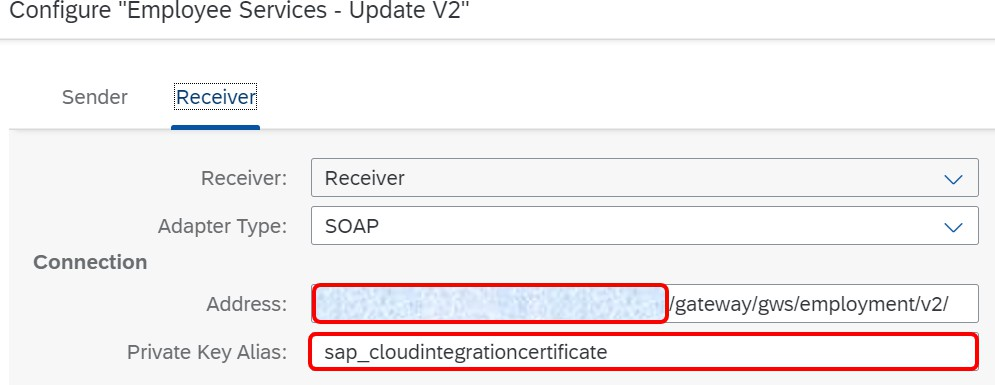 Configure "Employee Services - Update V2"
Sender Receiver
Receiver: Receiver
Adapter Type: SOAP
Connection
Address: /gateway/gws/employment/v2/
Private Key Alias: sap_cloudintegrationcertificate